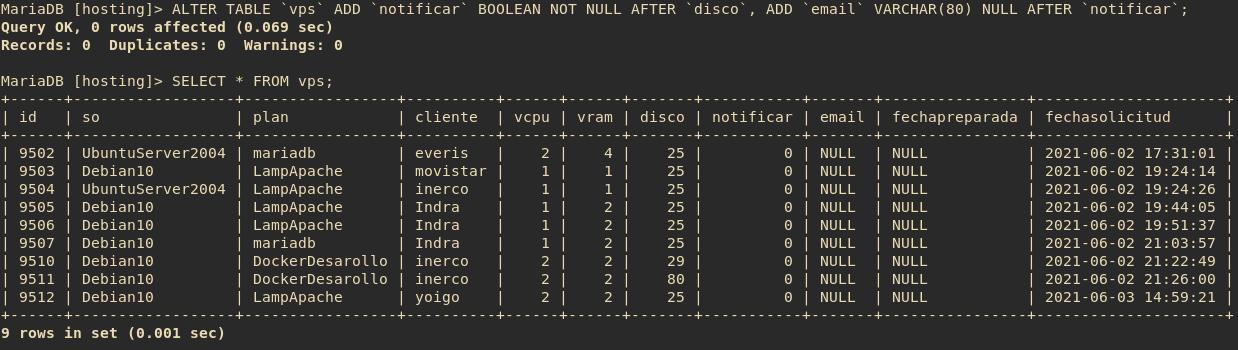 MariaDB [hosting]> ALTER TABLE `vps` ADD `notificar` BOOLEAN NOT NULL AFTER `disco`, ADD `email` VARCHAR(80) NULL AFTER `notificar`;
Query OK, 0 rows affected (0.069 sec)
Records: 0  Duplicates: 0  Warnings: 0

MariaDB [hosting]> SELECT * FROM vps;
+------+-----------------+-----------------+----------+------+------+-------+-----------+-------+----------------+---------------------+
| id   | so              | plan            | cliente  | vcpu | vram | disco | notificar | email | fechapreparada | fechasolicitud      |
+------+-----------------+-----------------+----------+------+------+-------+-----------+-------+----------------+---------------------+
| 9502 | UbuntuServer2004 | mariadb         | everis   |    2 |    4 |    25 |         0 | NULL  | NULL           | 2021-06-02 17:31:01 |
| 9503 | Debian10         | LampApache      | movistar |    1 |    1 |    25 |         0 | NULL  | NULL           | 2021-06-02 19:24:14 |
| 9504 | UbuntuServer2004 | LampApache      | inerco   |    1 |    1 |    25 |         0 | NULL  | NULL           | 2021-06-02 19:24:26 |
| 9505 | Debian10         | LampApache      | Indra    |    1 |    2 |    25 |         0 | NULL  | NULL           | 2021-06-02 19:44:05 |
| 9506 | Debian10         | LampApache      | Indra    |    1 |    2 |    25 |         0 | NULL  | NULL           | 2021-06-02 19:51:37 |
| 9507 | Debian10         | mariadb         | Indra    |    1 |    2 |    25 |         0 | NULL  | NULL           | 2021-06-02 21:03:57 |
| 9510 | Debian10         | DockerDesarollo | inerco   |    2 |    2 |    29 |         0 | NULL  | NULL           | 2021-06-02 21:22:49 |
| 9511 | Debian10         | DockerDesarollo | inerco   |    2 |    2 |    80 |         0 | NULL  | NULL           | 2021-06-02 21:26:00 |
| 9512 | Debian10         | LampApache      | yoigo    |    2 |    2 |    25 |         0 | NULL  | NULL           | 2021-06-03 14:59:21 |
+------+-----------------+-----------------+----------+------+------+-------+-----------+-------+----------------+---------------------+
9 rows in set (0.001 sec)